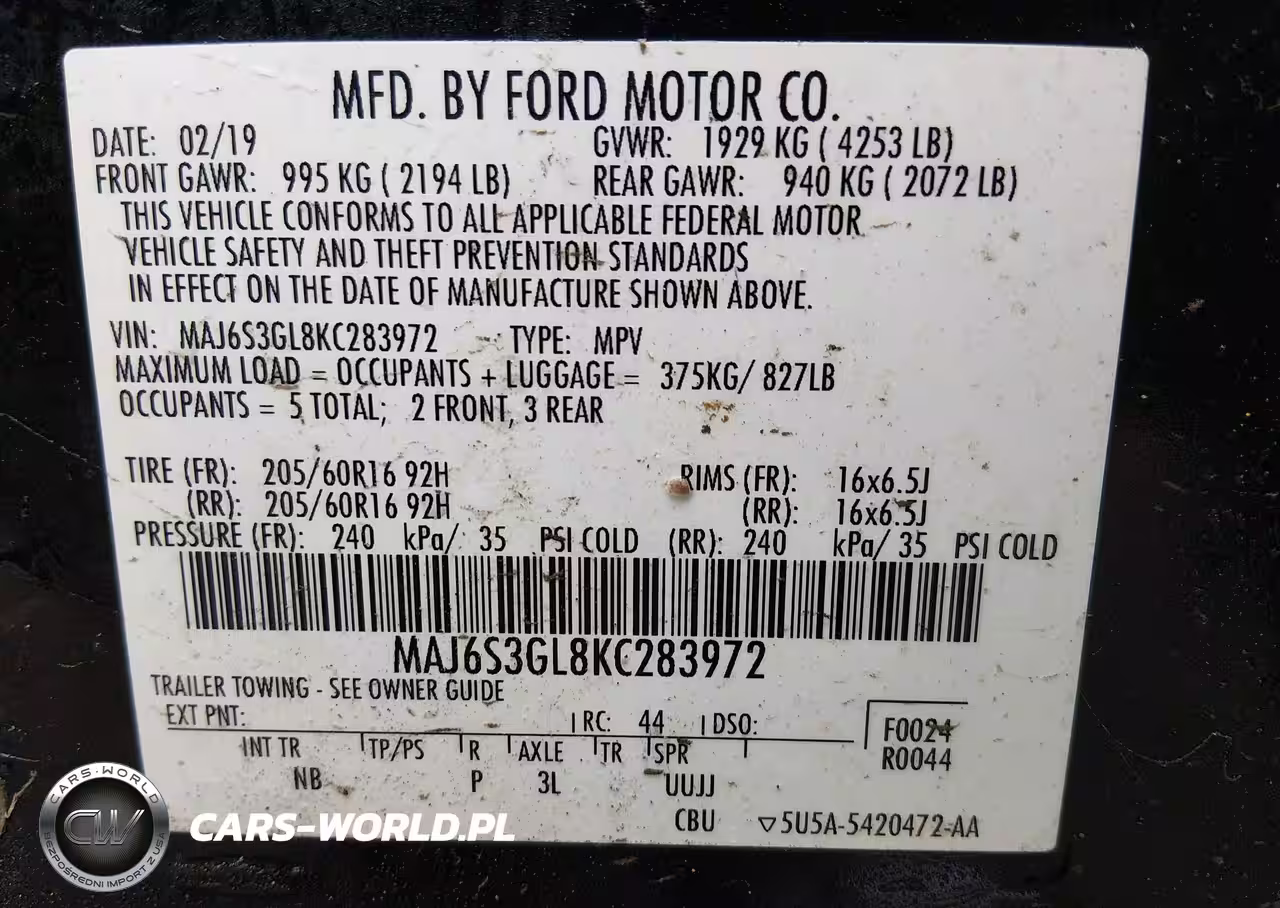 MFD. BY FORD MOTOR CO.
DATE: 02/19 GVWR: 1929 KG ( 4253 LB)
FRONT GAWR: 995 KG ( 2194 LB) REAR GAWR: 940 KG ( 2072 LB)
THIS VEHICLE CONFORMS TO ALL APPLICABLE FEDERAL MOTOR
VEHICLE SAFETY AND THEFT PREVENTION STANDARDS
IN EFFECT ON THE DATE OF MANUFACTURE SHOWN ABOVE.
VIN: MAJ6S3GL8KC283972 TYPE: MPV
MAXIMUM LOAD = OCCUPANTS + LUGGAGE = 375KG/ 827LB
OCCUPANTS = 5 TOTAL; 2 FRONT, 3 REAR
TIRE (FR): 205/60R16 92H RIMS (FR): 16x6.5J
(RR): 205/60R16 92H (RR): 16x6.5J
PRESSURE (FR): 240 kPa/ 35 PSI COLD (RR): 240 kPa/ 35 PSI COLD
MAJ6S3GL8KC283972
TRAILER TOWING - SEE OWNER GUIDE
EXT PNT: RC: 44 DSO: F0024
R0044
INT TR TP/PS R AXLE TR SPR
NB P 3L UUJJ
CBU ▽5U5A-5420472-AA
CARS-WORLD
CW
BEZPOŚREDNI IMPORT Z USA
CARS-WORLD.PL